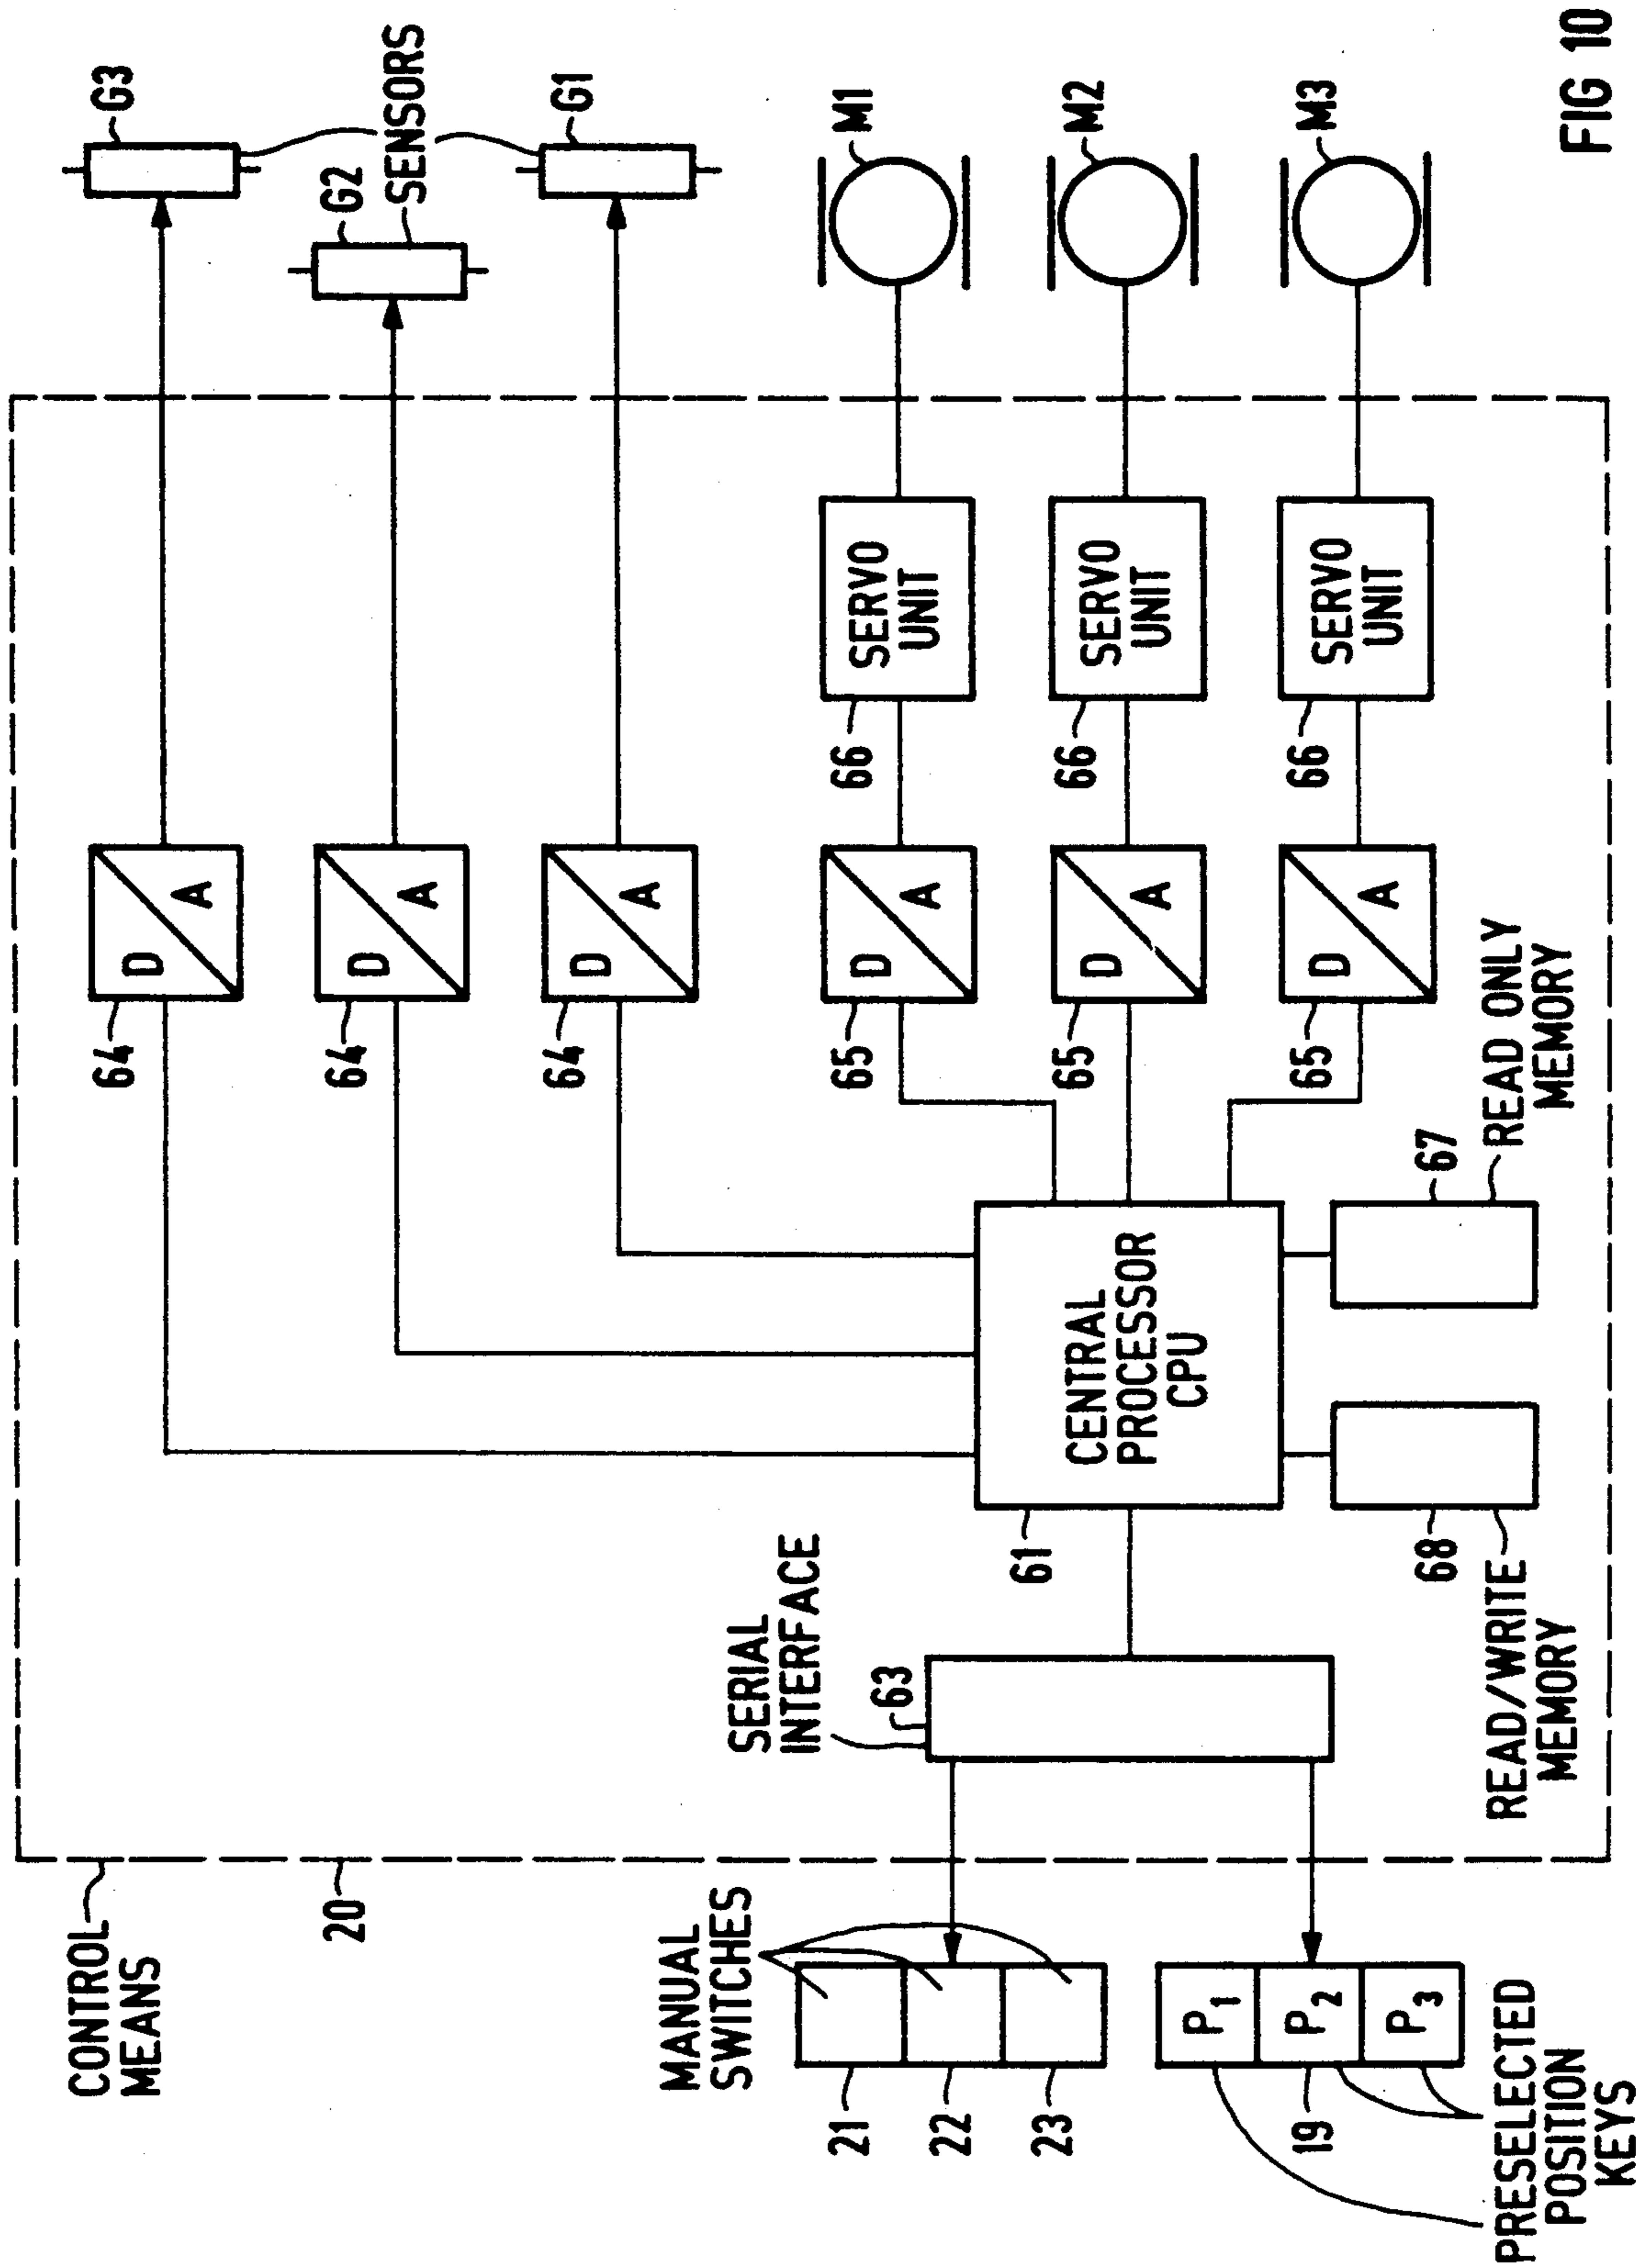 CONTROL
MEANS
20
MANUAL
SWITCHES
21
22
23
P1
P2
P3
19
PRESELECTED
POSITION
KEYS
SERIAL
INTERFACE
63
61
CENTRAL
PROCESSOR
CPU
68
READ/WRITE
MEMORY
67
READ ONLY
MEMORY
64
D
A
64
D
A
64
D
A
65
D
A
65
D
A
65
D
A
66
SERVO
UNIT
66
SERVO
UNIT
66
SERVO
UNIT
G3
G2
SENSORS
G1
M1
M2
M3
FIG 10